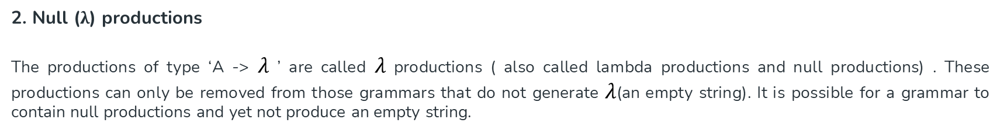 2. Null (λ) productions
The productions of type ‘A -> λ ’ are called λ productions ( also called lambda productions and null productions) . These
productions can only be removed from those grammars that do not generate λ(an empty string). It is possible for a grammar to
contain null productions and yet not produce an empty string.